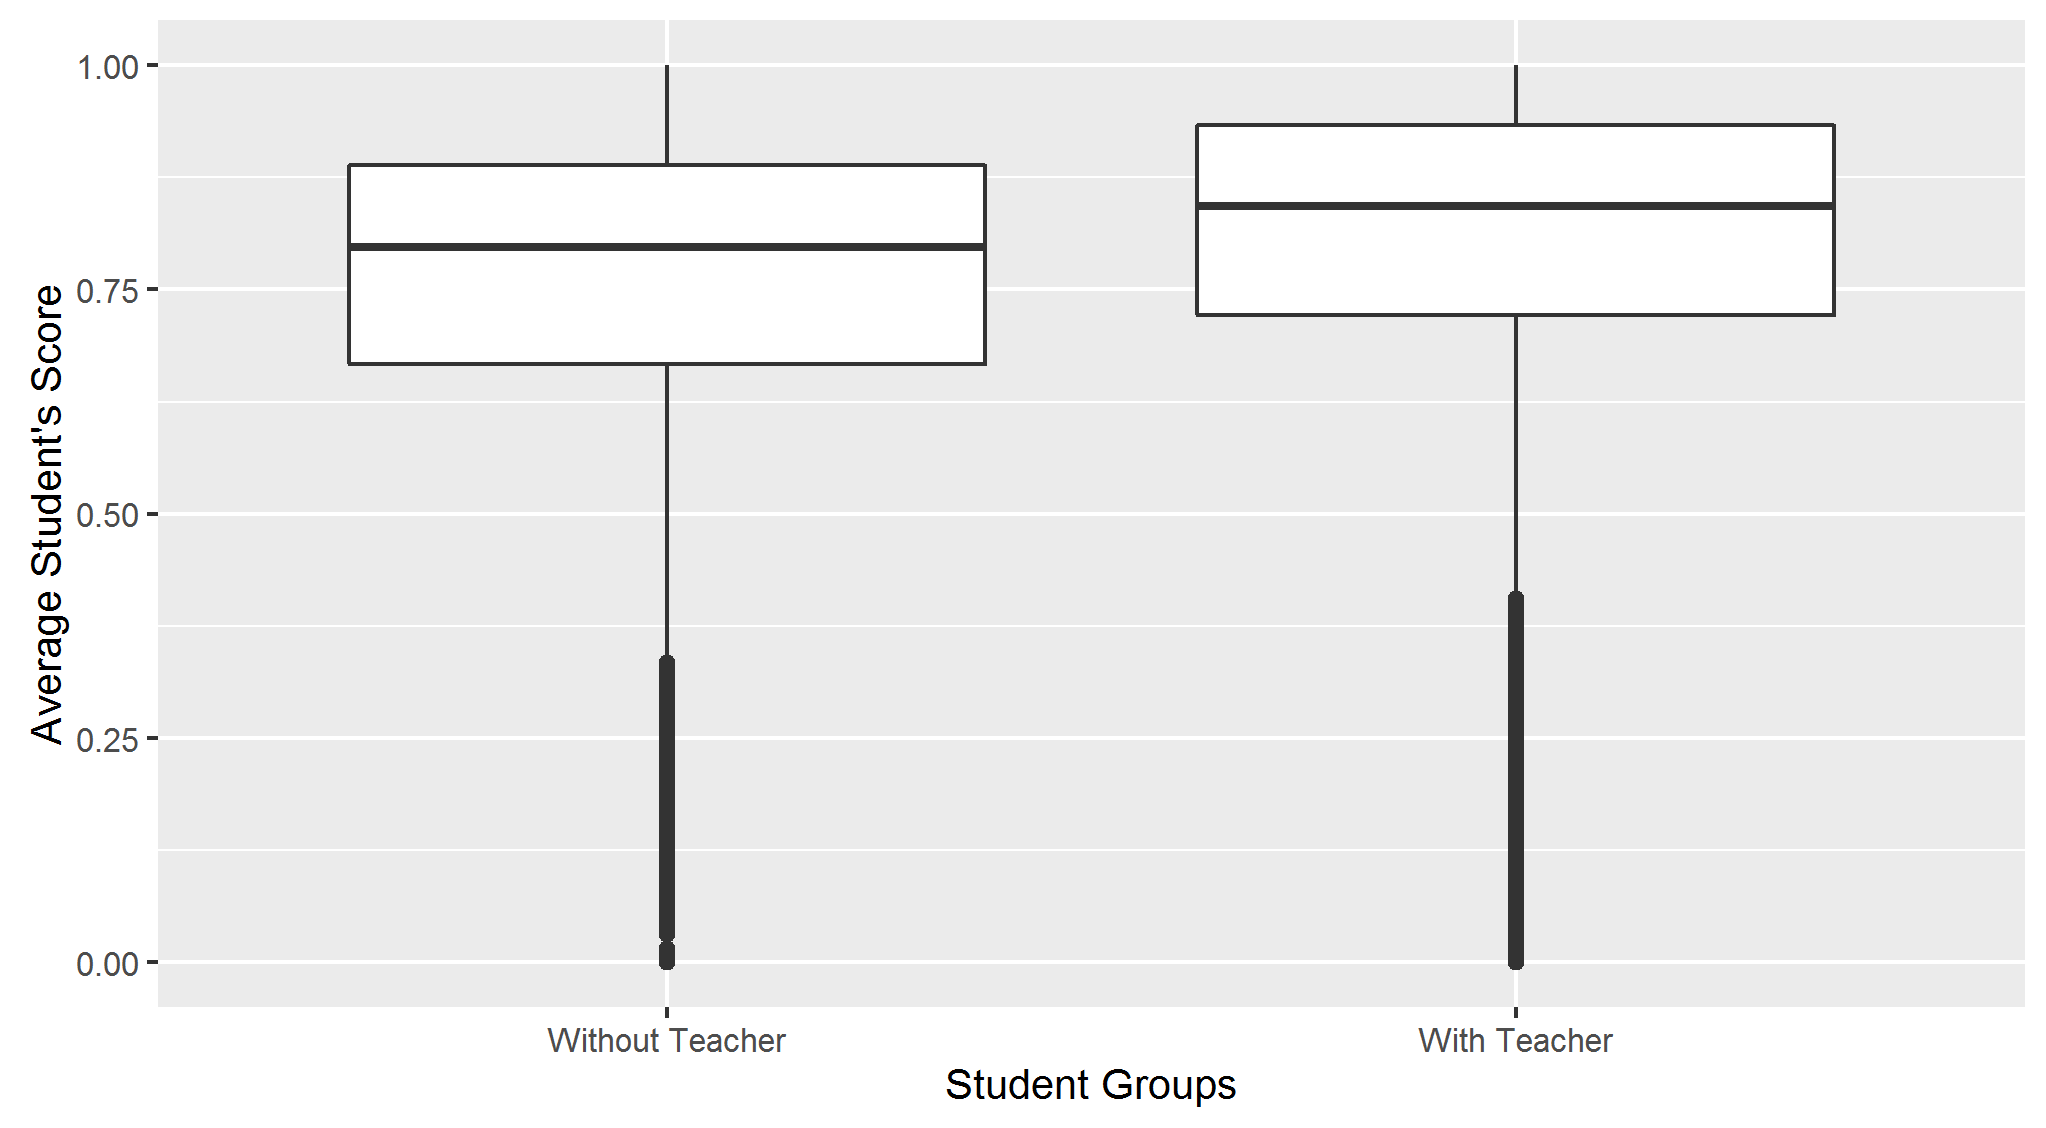 Average Student's Score
1.00
0.75
0.50
0.25
0.00
Without Teacher
With Teacher
Student Groups